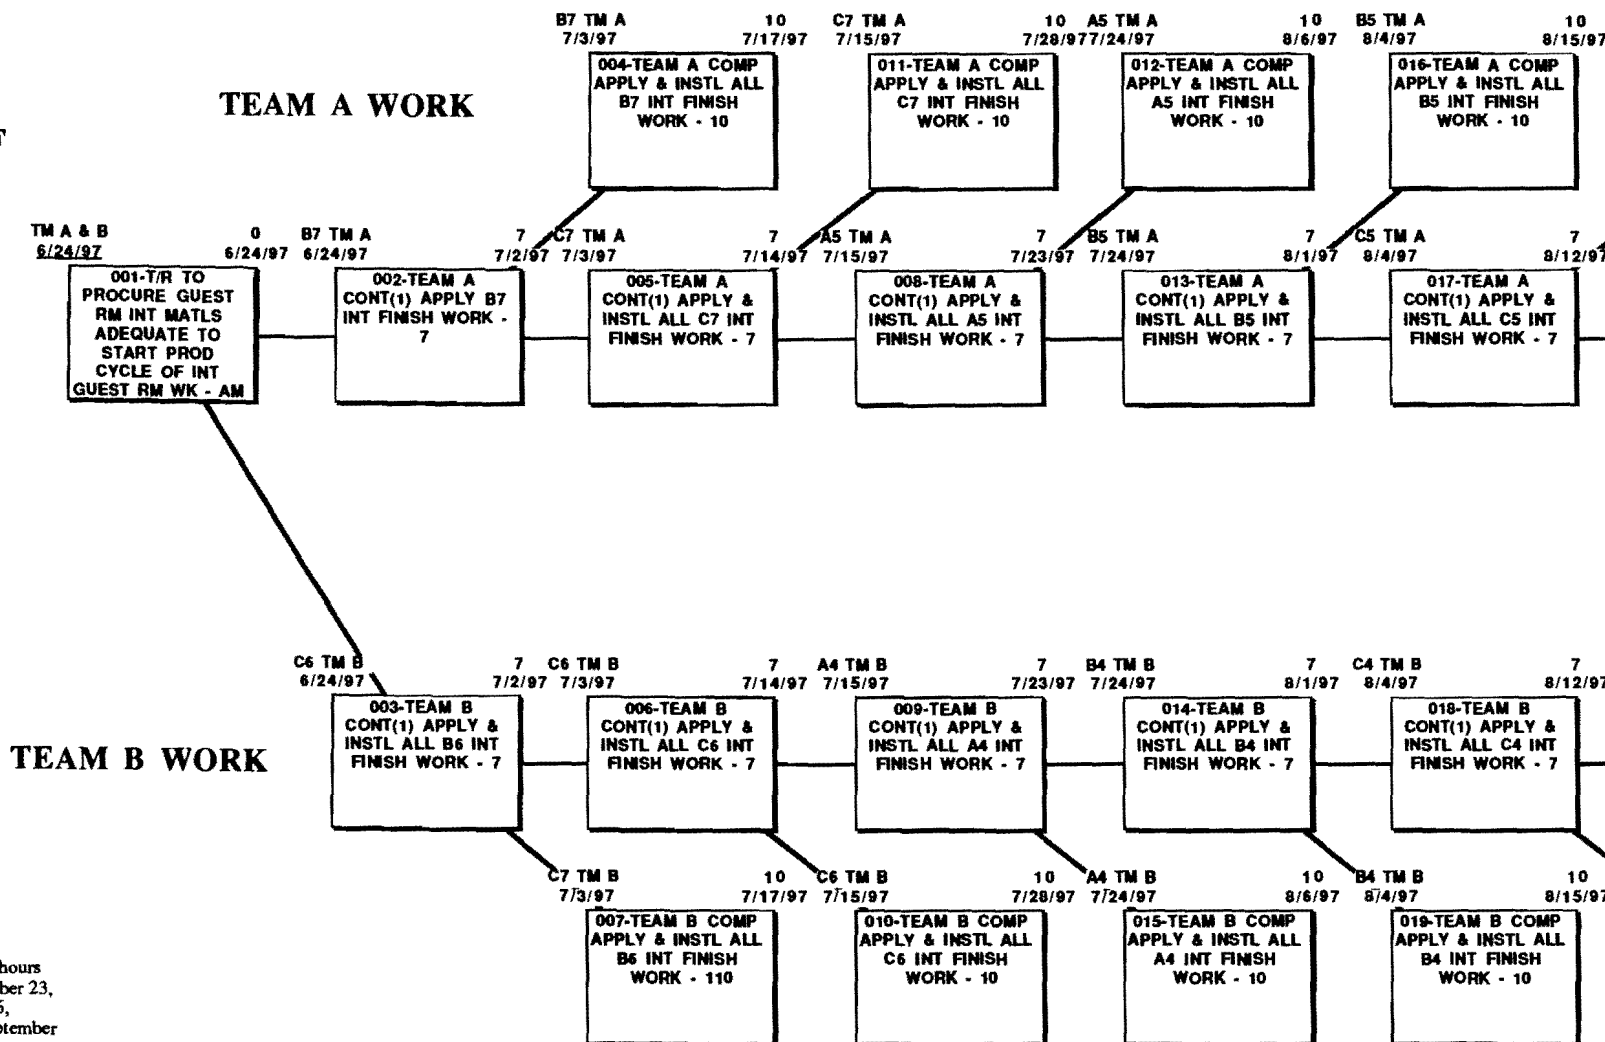 B7 TM A 10 C7 TM A 10 A5 TM A 10 B5 TM A 10
7/3/97 7/17/97 7/15/97 7/28/97 7/24/97 8/6/97 8/4/97 8/15/97
004-TEAM A COMP
APPLY & INSTL ALL
B7 INT FINISH
WORK - 10
011-TEAM A COMP
APPLY & INSTL ALL
C7 INT FINISH
WORK - 10
012-TEAM A COMP
APPLY & INSTL ALL
A5 INT FINISH
WORK - 10
016-TEAM A COMP
APPLY & INSTL ALL
B5 INT FINISH
WORK - 10
TEAM A WORK
TM A & B 0 B7 TM A 7 C7 TM A 7 A5 TM A 7 B5 TM A 7 C5 TM A 7
6/24/97 6/24/97 6/24/97 7/2/97 7/3/97 7/14/97 7/15/97 7/23/97 7/24/97 8/1/97 8/4/97 8/12/97
001-T/R TO
PROCURE GUEST
RM INT MATLS
ADEQUATE TO
START PROD
CYCLE OF INT
GUEST RM WK - AM
002-TEAM A
CONT(1) APPLY B7
INT FINISH WORK -
7
005-TEAM A
CONT(1) APPLY &
INSTL ALL C7 INT
FINISH WORK - 7
008-TEAM A
CONT(1) APPLY &
INSTL ALL A5 INT
FINISH WORK - 7
013-TEAM A
CONT(1) APPLY &
INSTL ALL B5 INT
FINISH WORK - 7
017-TEAM A
CONT(1) APPLY &
INSTL ALL C5 INT
FINISH WORK - 7
C6 TM B 7 C6 TM B 7 A4 TM B 7 B4 TM B 7 C4 TM B 7
6/24/97 7/2/97 7/3/97 7/14/97 7/15/97 7/23/97 7/24/97 8/1/97 8/4/97 8/12/97
TEAM B WORK
003-TEAM B
CONT(1) APPLY &
INSTL ALL B6 INT
FINISH WORK - 7
006-TEAM B
CONT(1) APPLY &
INSTL ALL C6 INT
FINISH WORK - 7
009-TEAM B
CONT(1) APPLY &
INSTL ALL A4 INT
FINISH WORK - 7
014-TEAM B
CONT(1) APPLY &
INSTL ALL B4 INT
FINISH WORK - 7
018-TEAM B
CONT(1) APPLY &
INSTL ALL C4 INT
FINISH WORK - 7
C7 TM B 10 C6 TM B 10 A4 TM B 10 B4 TM B 10
7/3/97 7/17/97 7/15/97 7/28/97 7/24/97 8/6/97 8/4/97 8/15/97
007-TEAM B COMP
APPLY & INSTL ALL
B6 INT FINISH
WORK - 110
010-TEAM B COMP
APPLY & INSTL ALL
C6 INT FINISH
WORK - 10
015-TEAM B COMP
APPLY & INSTL ALL
A4 INT FINISH
WORK - 10
019-TEAM B COMP
APPLY & INSTL ALL
B4 INT FINISH
WORK - 10
hours
ber 23,